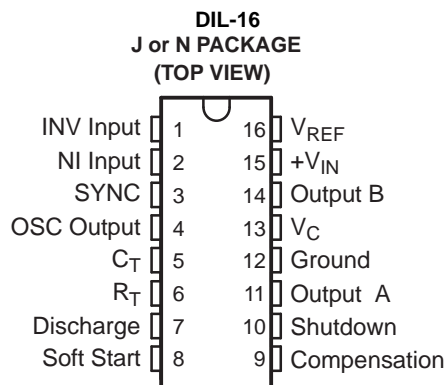 DIL-16
J or N PACKAGE
(TOP VIEW)
INV Input 1 16 VREF
NI Input 2 15 +VIN
SYNC 3 14 Output B
OSC Output 4 13 VC
CT 5 12 Ground
RT 6 11 Output A
Discharge 7 10 Shutdown
Soft Start 8 9 Compensation